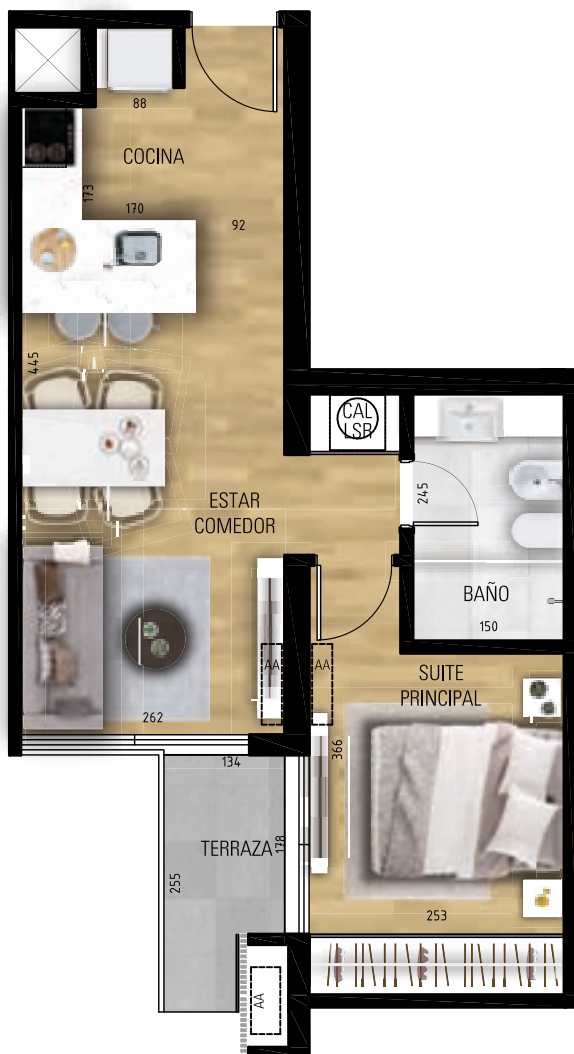 88
COCINA
173
170
92
445
CAL
LSR
245
ESTAR
COMEDOR
BAÑO
150
AA
AA
SUITE
PRINCIPAL
262
366
134
TERRAZA
178
255
253
AA